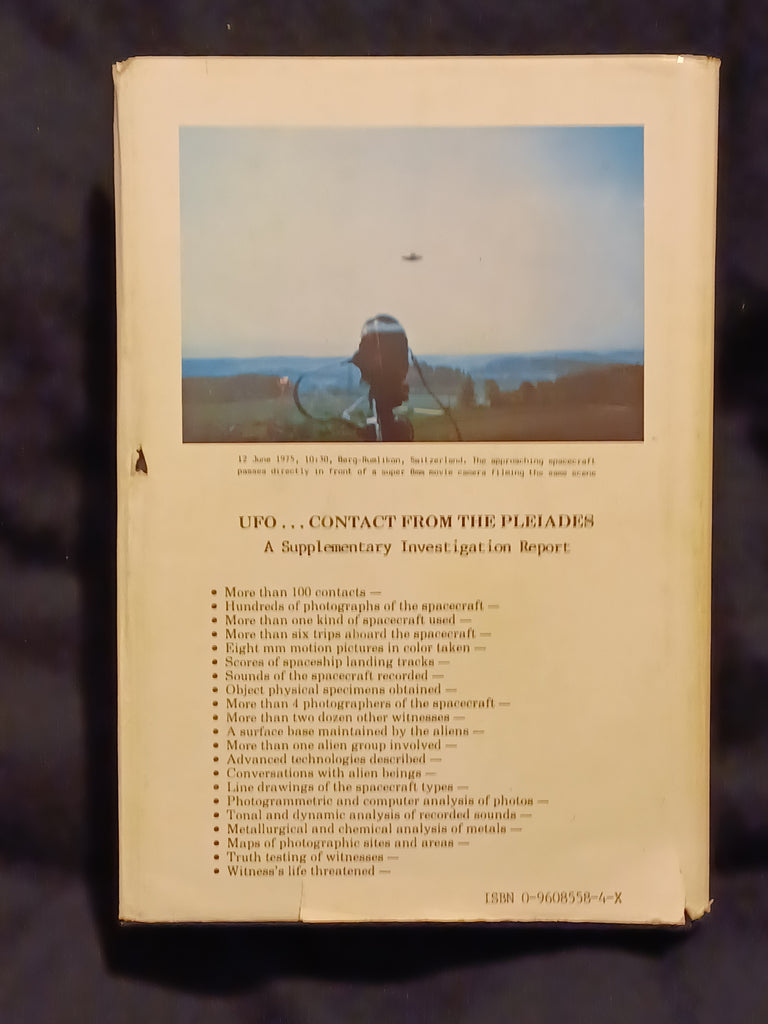 12 June 1975, 10:30, Berg-Rumlikon, Switzerland. The approaching spacecraft
passes directly in front of a super 8mm movie camera filming the same scene
UFO...CONTACT FROM THE PLEIADES
A Supplementary Investigation Report
• More than 100 contacts —
• Hundreds of photographs of the spacecraft —
• More than one kind of spacecraft used —
• More than six trips aboard the spacecraft —
• Eight mm motion pictures in color taken —
• Scores of spaceship landing tracks —
• Sounds of the spacecraft recorded —
• Object physical specimens obtained —
• More than 4 photographers of the spacecraft —
• More than two dozen other witnesses —
• A surface base maintained by the aliens —
• More than one alien group involved —
• Advanced technologies described —
• Conversations with alien beings —
• Line drawings of the spacecraft types —
• Photogrammetric and computer analysis of photos —
• Tonal and dynamic analysis of recorded sounds —
• Metallurgical and chemical analysis of metals —
• Maps of photographic sites and areas —
• Truth testing of witnesses —
• Witness's life threatened —
ISBN 0-9608558-4-X